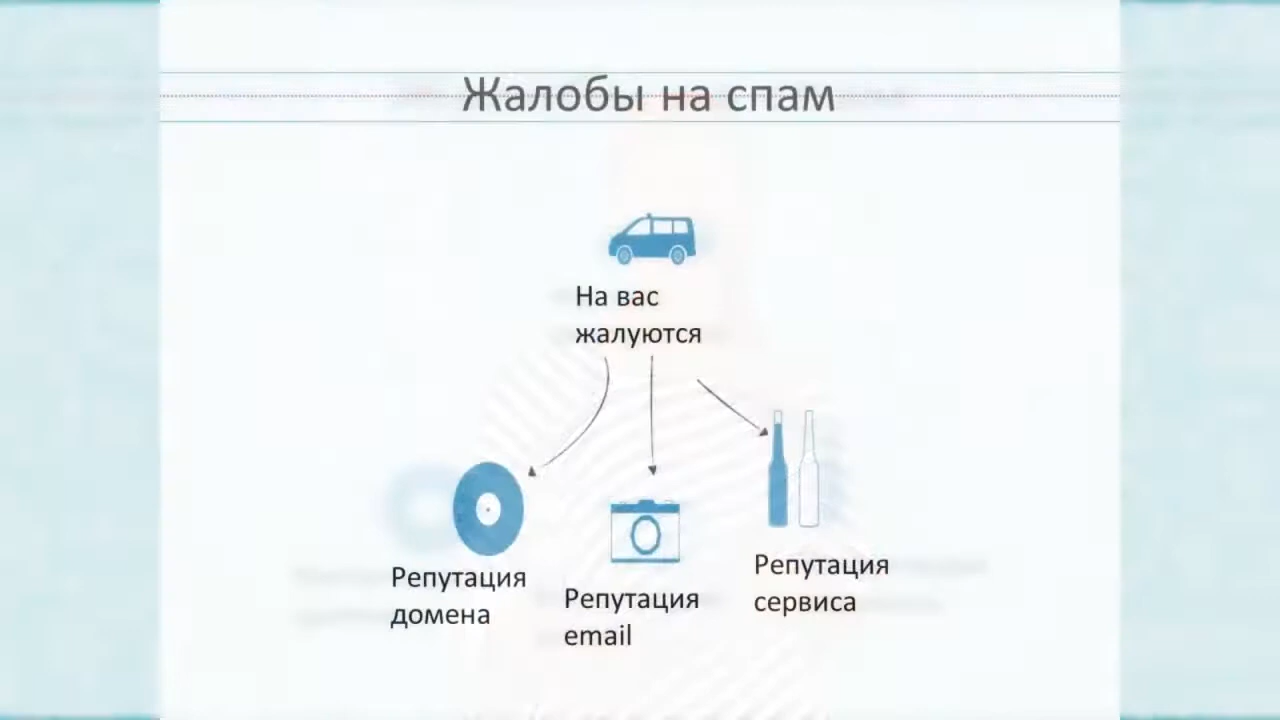 Жалобы на спам
На вас
жалуются
Репутация
домена
Репутация
email
Репутация
сервиса